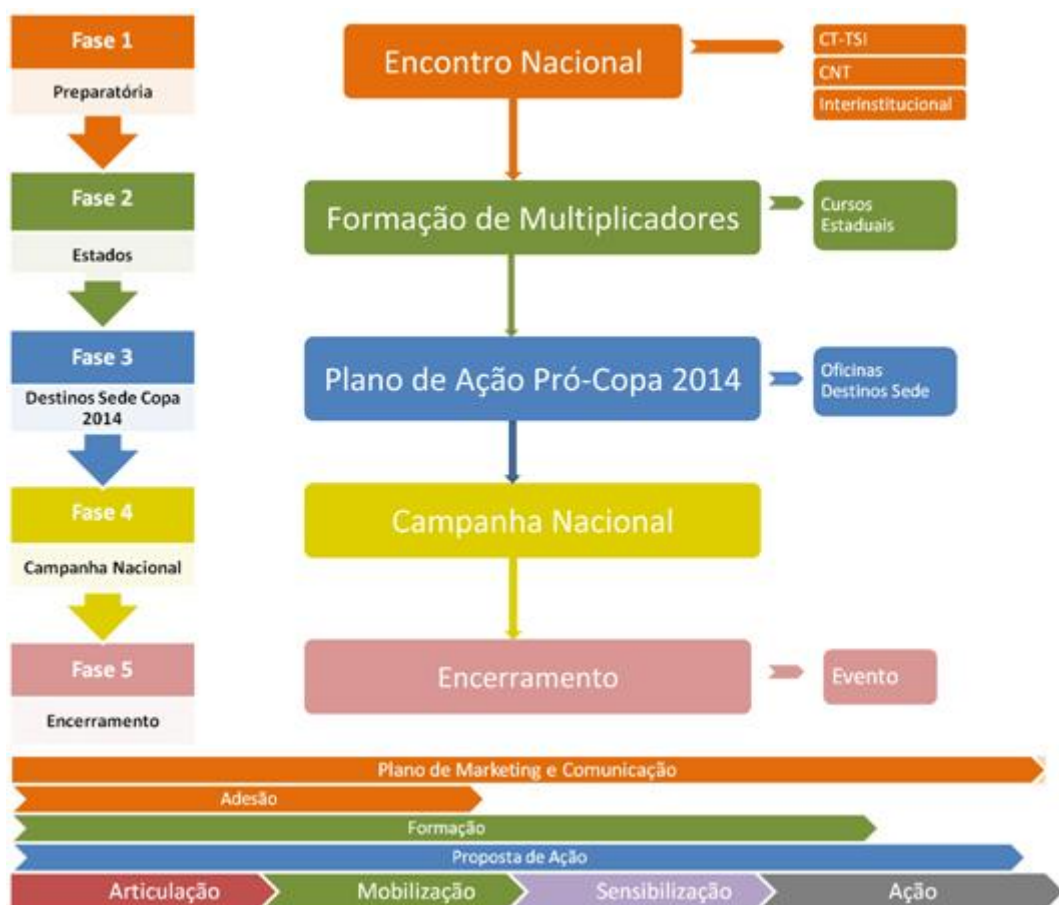 Fase 1
Preparatória
Encontro Nacional
CT-TSI
CNT
Interinstitucional
Fase 2
Estados
Formação de Multiplicadores
Cursos
Estaduais
Fase 3
Destinos Sede Copa
2014
Plano de Ação Pró-Copa 2014
Oficinas
Destinos Sede
Fase 4
Campanha Nacional
Campanha Nacional
Fase 5
Encerramento
Encerramento
Evento
Plano de Marketing e Comunicação
Adesão
Formação
Proposta de Ação
Articulação
Mobilização
Sensibilização
Ação